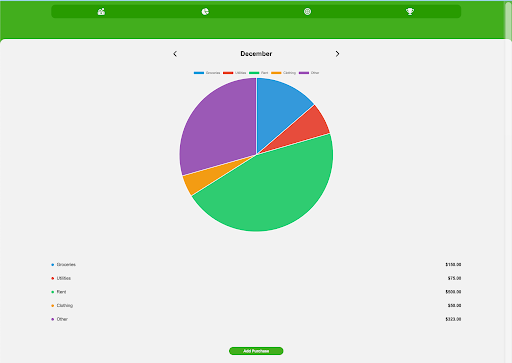 December
Groceries Utilities Rent Clothing Other
Groceries $150.00
Utilities $75.00
Rent $500.00
Clothing $50.00
Other $323.00
Add Purchase